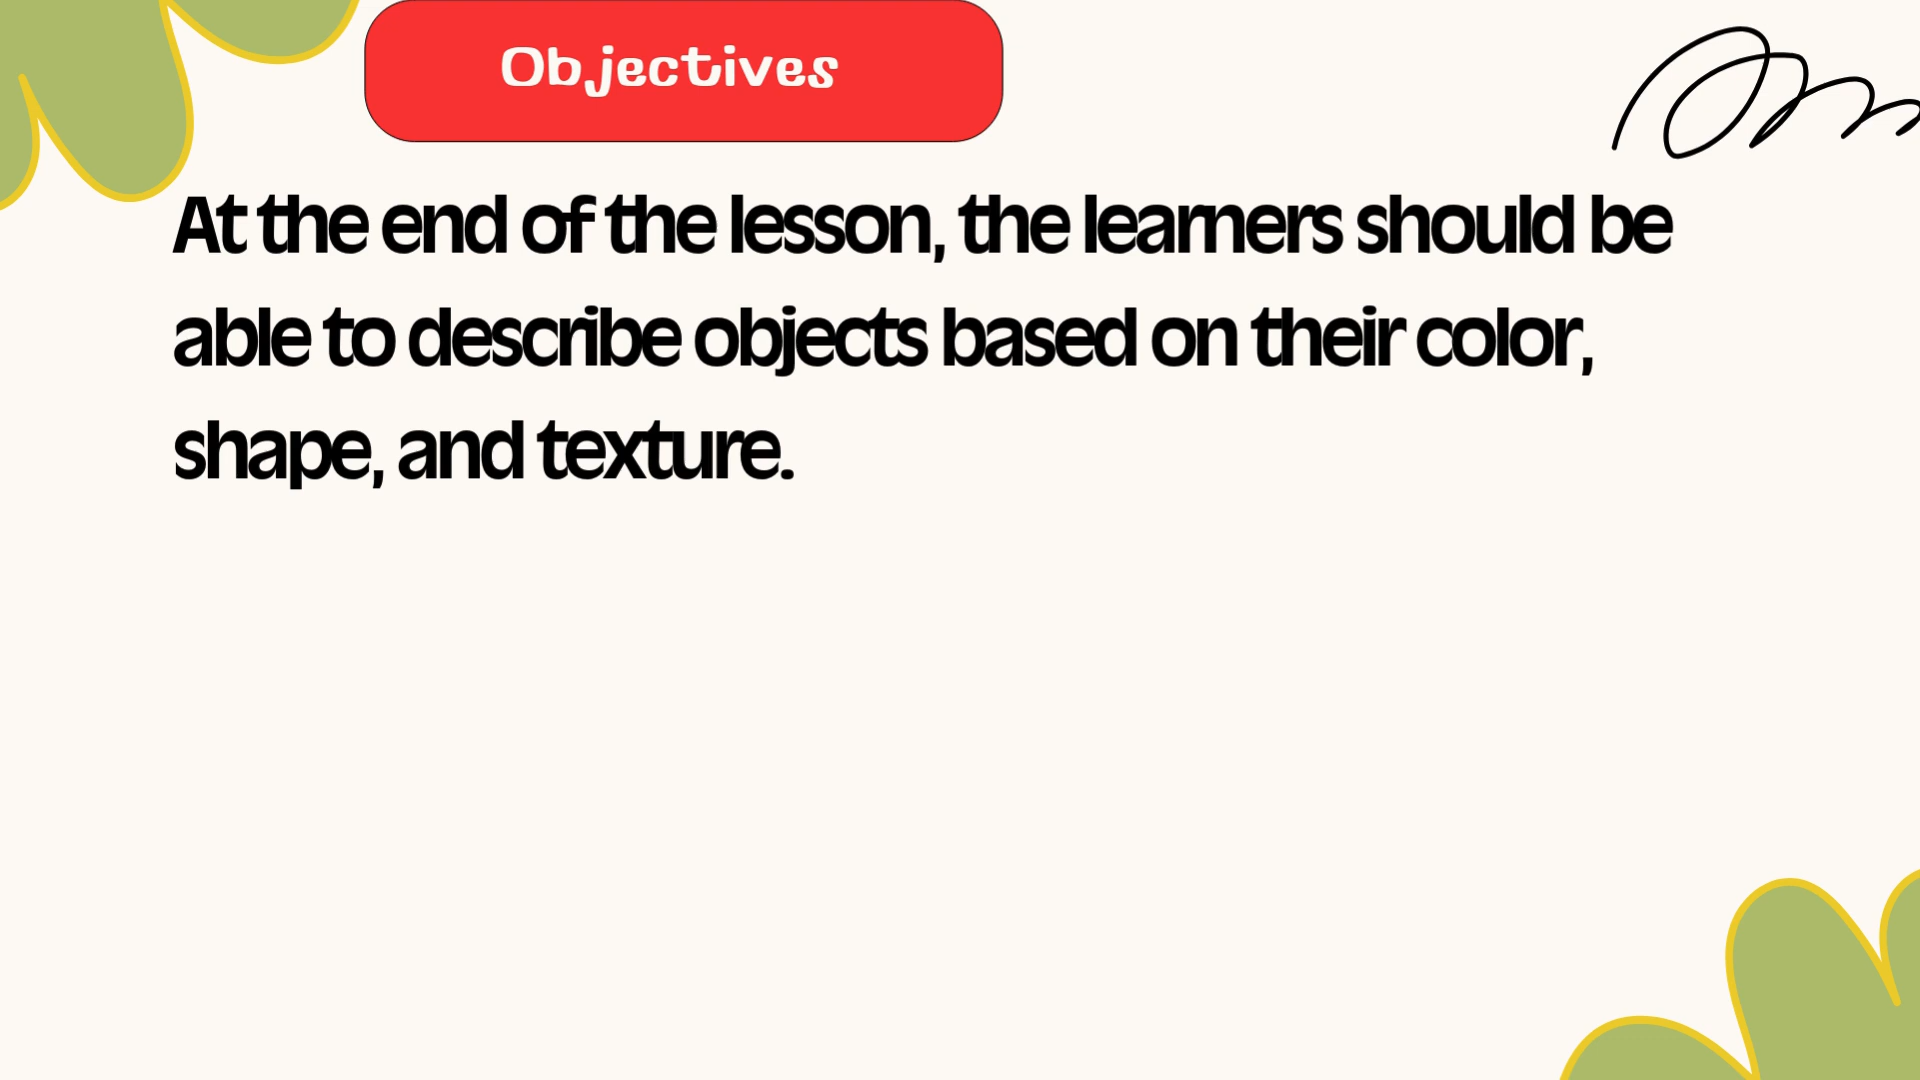 Objectives
At the end of the lesson, the learners should be
able to describe objects based on their color,
shape, and texture.